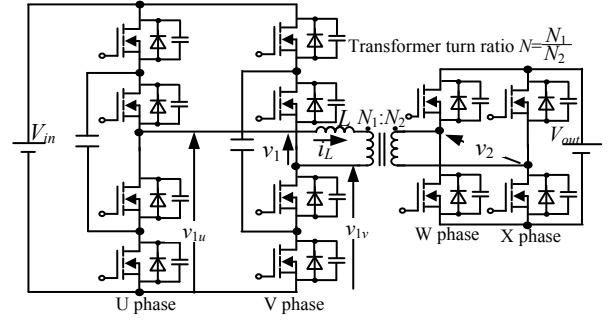 Transformer turn ratio N=N1/N2
L N1:N2
Vin
v1
iL
v2
Vout
v1u
v1v
W phase
X phase
U phase
V phase